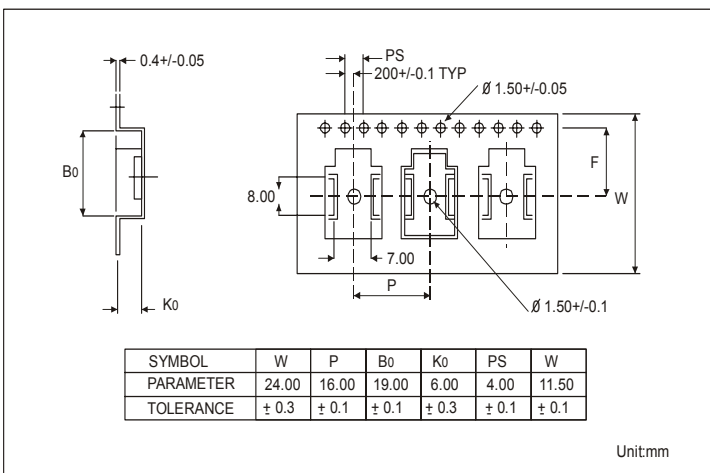 PS
0.4+/-0.05
200+/-0.1 TYP
Ø 1.50+/-0.05
F
B0
W
8.00
7.00
P
K0
Ø 1.50+/-0.1
SYMBOL W P B0 K0 PS W
PARAMETER 24.00 16.00 19.00 6.00 4.00 11.50
TOLERANCE ± 0.3 ± 0.1 ± 0.1 ± 0.3 ± 0.1 ± 0.1
Unit:mm